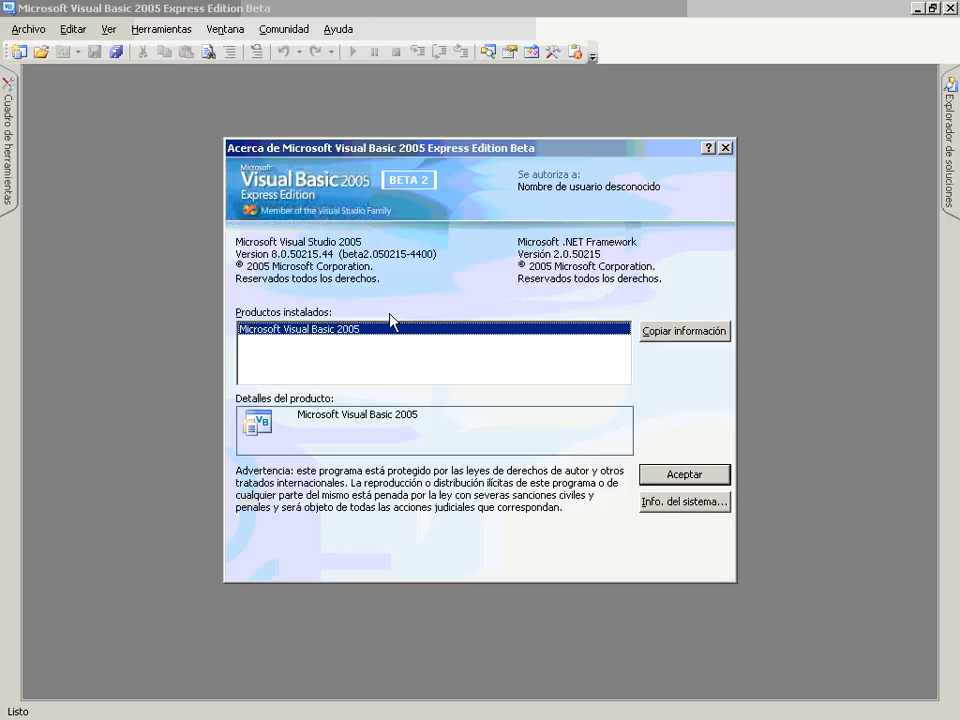 Microsoft Visual Basic 2005 Express Edition Beta
Archivo Editar Ver Herramientas Ventana Comunidad Ayuda
Cuadro de herramientas
Explorador de soluciones
Acerca de Microsoft Visual Basic 2005 Express Edition Beta
Microsoft
Visual Basic 2005 BETA 2
Express Edition
Member of the Visual Studio Family
Se autoriza a:
Nombre de usuario desconocido
Microsoft Visual Studio 2005
Version 8.0.50215.44 (beta2.050215-4400)
® 2005 Microsoft Corporation.
Reservados todos los derechos.
Microsoft .NET Framework
Versión 2.0.50215
® 2005 Microsoft Corporation.
Reservados todos los derechos.
Productos instalados:
Microsoft Visual Basic 2005
Copiar información
Detalles del producto:
VB
Microsoft Visual Basic 2005
Advertencia: este programa está protegido por las leyes de derechos de autor y otros
tratados internacionales. La reproducción o distribución ilícitas de este programa o de
cualquier parte del mismo está penada por la ley con severas sanciones civiles y
penales y será objeto de todas las acciones judiciales que correspondan.
Aceptar
Info. del sistema...
Listo